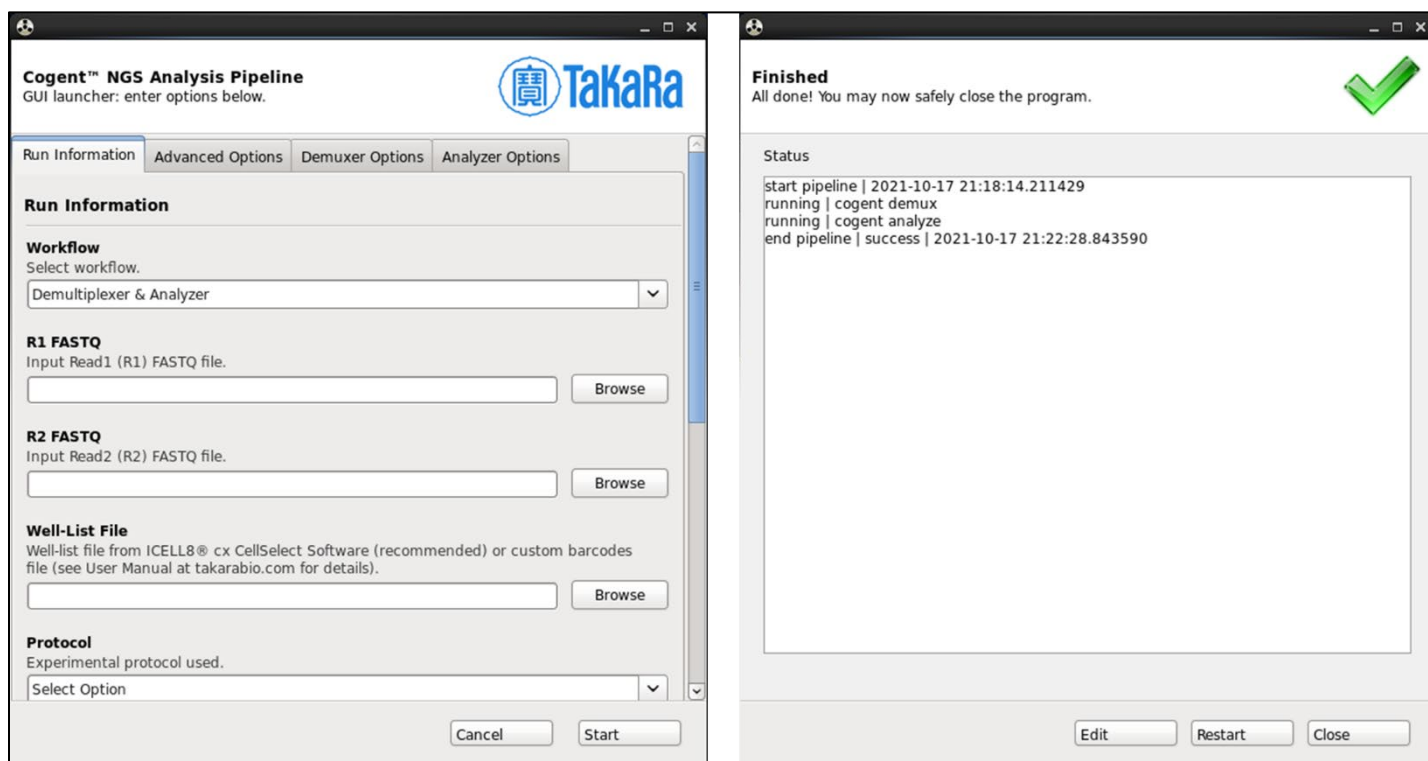 Cogent™ NGS Analysis Pipeline
GUI launcher: enter options below.
寶 TaKaRa
Run Information
Advanced Options
Demuxer Options
Analyzer Options
Run Information
Workflow
Select workflow.
Demultiplexer & Analyzer
R1 FASTQ
Input Read1 (R1) FASTQ file.
Browse
R2 FASTQ
Input Read2 (R2) FASTQ file.
Browse
Well-List File
Well-list file from ICELL8® cx CellSelect Software (recommended) or custom barcodes
file (see User Manual at takarabio.com for details).
Browse
Protocol
Experimental protocol used.
Select Option
Cancel
Start
Finished
All done! You may now safely close the program.
Status
start pipeline | 2021-10-17 21:18:14.211429
running | cogent demux
running | cogent analyze
end pipeline | success | 2021-10-17 21:22:28.843590
Edit
Restart
Close